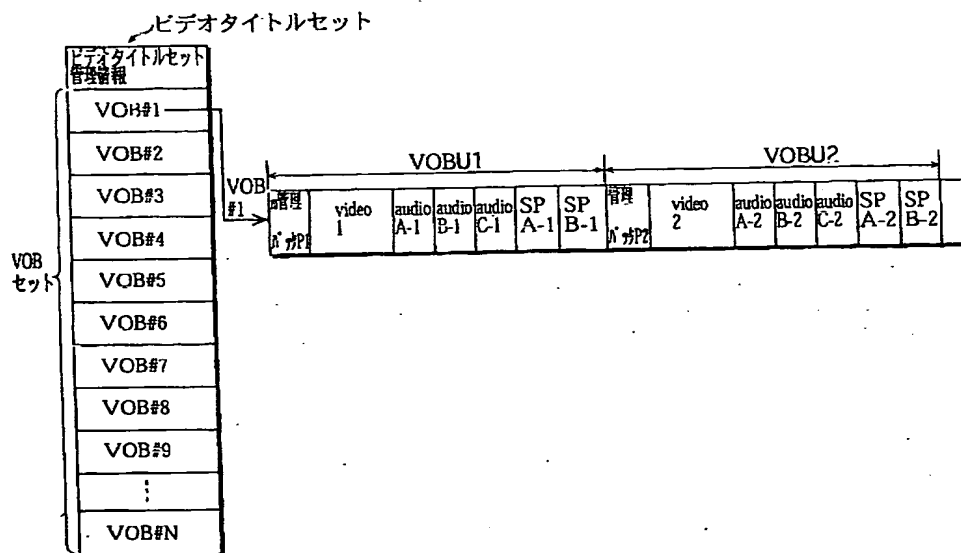 ビデオタイトルセット
ビデオタイトルセット
管理情報
VOB#1
VOB#2
VOB#3
VOB#4
VOB#5
VOB#6
VOB#7
VOB#8
VOB#9
VOB#N
VOB
セット
VOB
#1
VOBU1
VOBU2
管理
パックP1
video
1
audio
A-1
audio
B-1
audio
C-1
SP
A-1
SP
B-1
管理
パックP2
video
2
audio
A-2
audio
B-2
audio
C-2
SP
A-2
SP
B-2